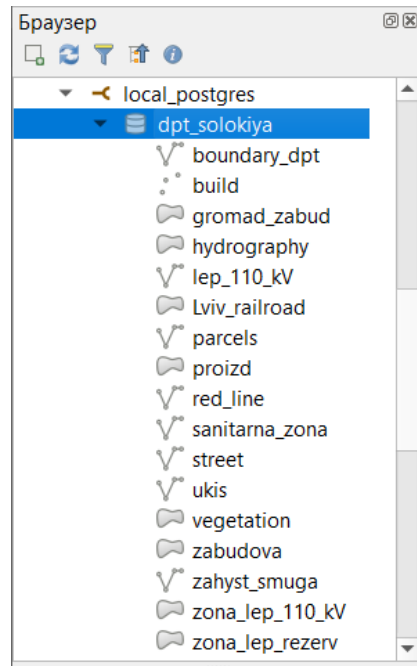 Браузер
local_postgres
dpt_solokiya
boundary_dpt
build
gromad_zabud
hydrography
lep_110_kV
Lviv_railroad
parcels
proizd
red_line
sanitarna_zona
street
ukis
vegetation
zabudova
zahyst_smuga
zona_lep_110_kV
zona_lep_rezerv